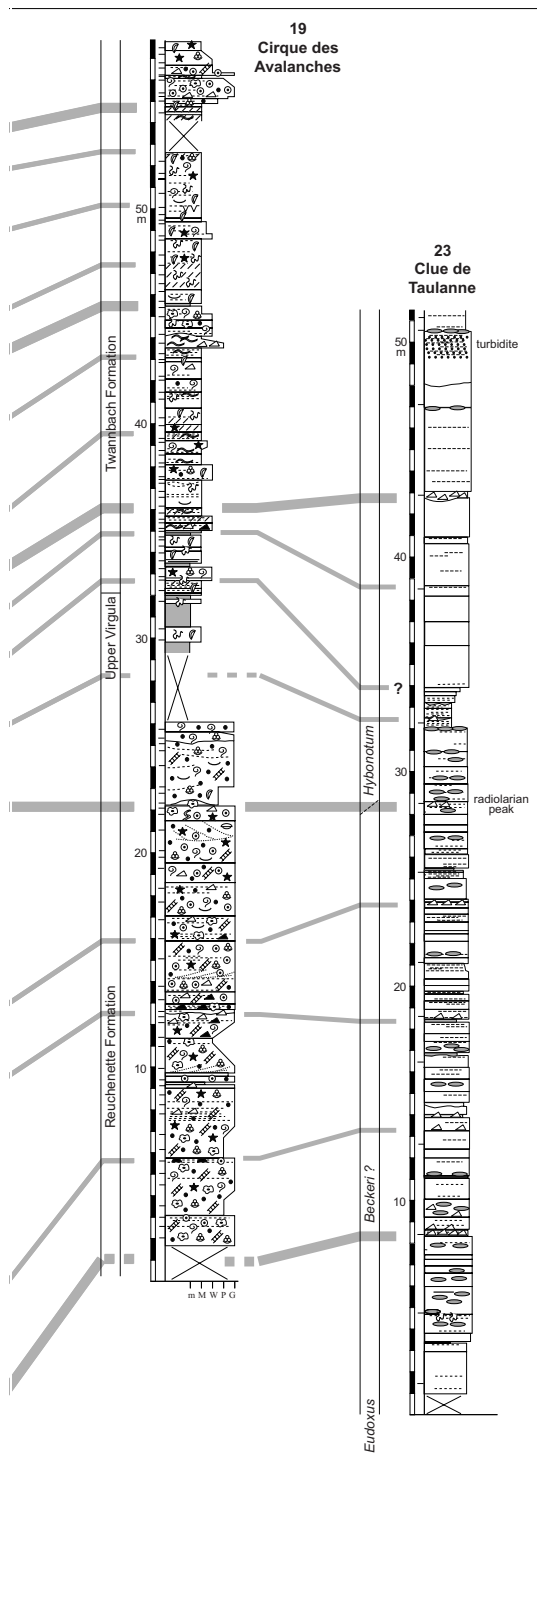 19
Cirque des
Avalanches
50
m
40
30
20
10
m M W P G
Twannbach Formation
Upper Virgula
Reuchenette Formation
23
Clue de
Taulanne
50
m
turbidite
40
?
30
radiolarian
peak
20
10
Hybonotum
Beckeri ?
Eudoxus